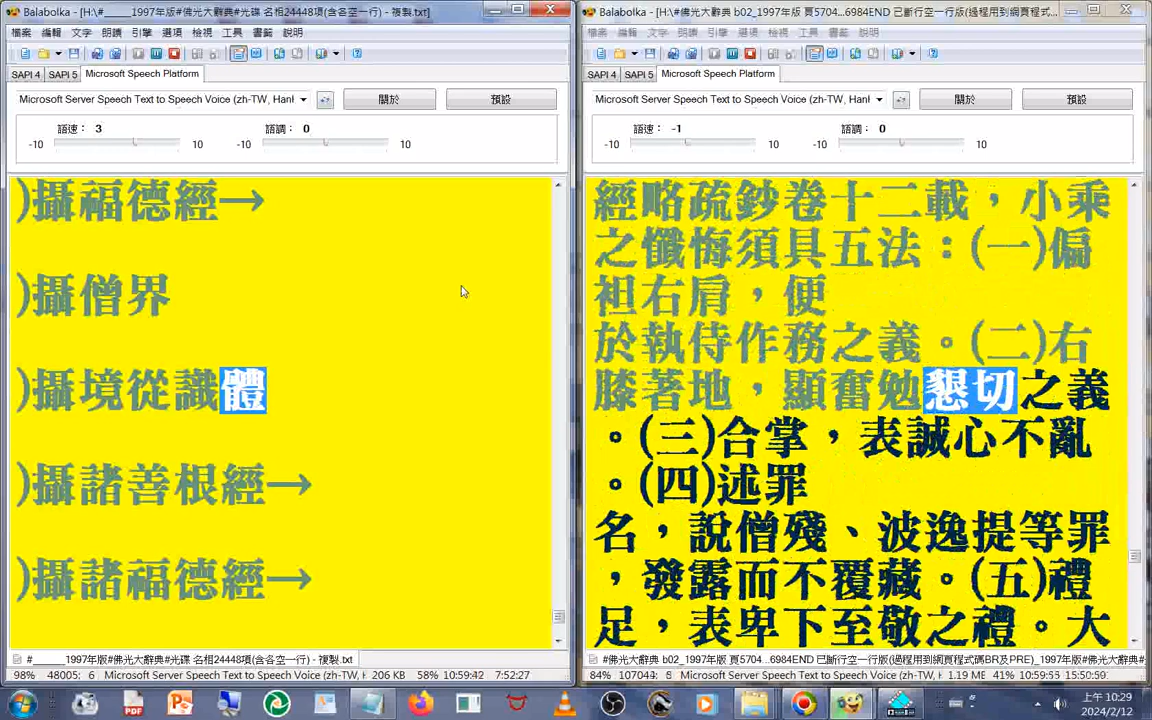 Balabolka - [H:\#_____1997年版#佛光大辭典#光碟 名相24448項(含各空一行) - 複製.txt]
檔案 編輯 文字 朗讀 引擎 選項 檢視 工具 書籤 說明
SAPI 4 SAPI 5 Microsoft Speech Platform
Microsoft Server Speech Text to Speech Voice (zh-TW, Hanl
關於 預設
語速： 3 語調： 0
-10 10 -10 10
)攝福德經→
)攝僧界
)攝境從識體
)攝諸善根經→
)攝諸福德經→
#______1997年版#佛光大辭典#光碟 名相24448項(含各空一行) - 複製.txt
98% 48005: 6 Microsoft Server Speech Text to Speech Voice (zh-TW, H 206 KB 58% 10:59:42 7:52:27
Balabolka - [H:\#佛光大辭典 b02_1997年版 頁5704...6984END 已斷行空一行版(過程用到網頁程式...
檔案 編輯 文字 朗讀 引擎 選項 檢視 工具 書籤 說明
SAPI 4 SAPI 5 Microsoft Speech Platform
Microsoft Server Speech Text to Speech Voice (zh-TW, Hanl
關於 預設
語速： -1 語調： 0
-10 10 -10 10
經略疏鈔卷十二載，小乘
之懺悔須具五法：(一)偏
袒右肩，便
於執侍作務之義。(二)右
膝著地，顯奮勉懇切之義
。(三)合掌，表誠心不亂
。(四)述罪
名，說僧殘、波逸提等罪
，發露而不覆藏。(五)禮
足，表卑下至敬之禮。大
#佛光大辭典 b02_1997年版 頁5704...6984END 已斷行空一行版(過程用到網頁程式碼BR及PRE)_1997年版#佛光大辭典#
84% 107044: 8 Microsoft Server Speech Text to Speech Voice (zh-TW, H 1.19 MB 41% 10:59:55 15:50:59
上午 10:29
2024/2/12